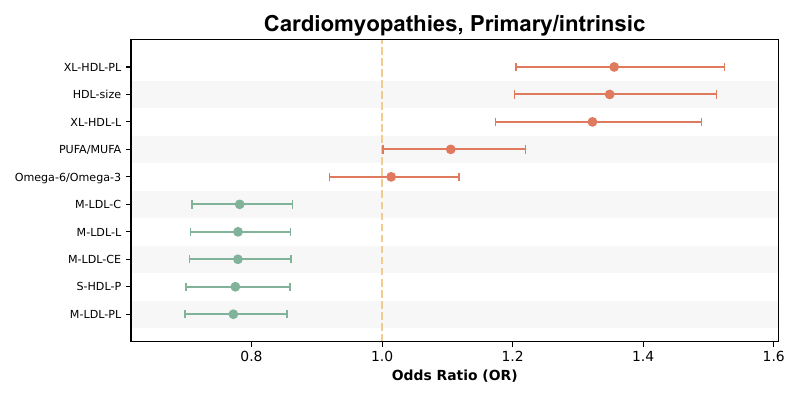 Cardiomyopathies, Primary/intrinsic
XL-HDL-PL
HDL-size
XL-HDL-L
PUFA/MUFA
Omega-6/Omega-3
M-LDL-C
M-LDL-L
M-LDL-CE
S-HDL-P
M-LDL-PL
0.8 1.0 1.2 1.4 1.6
Odds Ratio (OR)